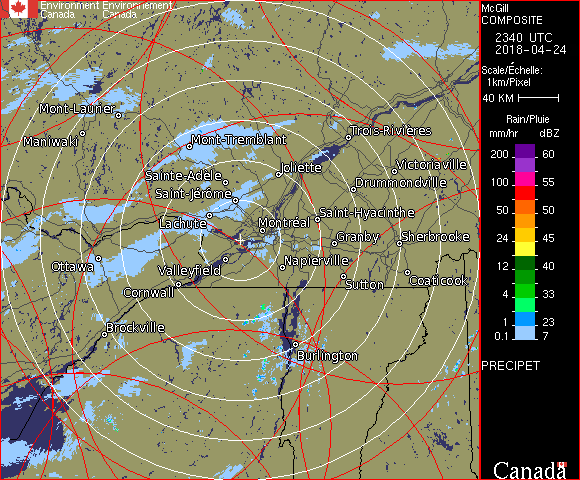 Environment Environnement
Canada Canada
McGill
COMPOSITE
2340 UTC
2018-04-24
Scale/Échelle:
1km/Pixel
40 KM
Rain/Pluie
mm/hr dBZ
200 60
100 55
50 50
24 45
12 40
4 33
1 23
0.1 7
PRECIPET
Canada
Mont-Laurier
Maniwaki
Mont-Tremblant
Trois-Rivières
Joliette
Victoriaville
Sainte-Adèle
Drummondville
Saint-Jérôme
Lachute
Saint-Hyacinthe
Montréal
Granby
Sherbrooke
Ottawa
Valleyfield
Napierville
Cornwall
Sutton
Coaticook
Brockville
Burlington